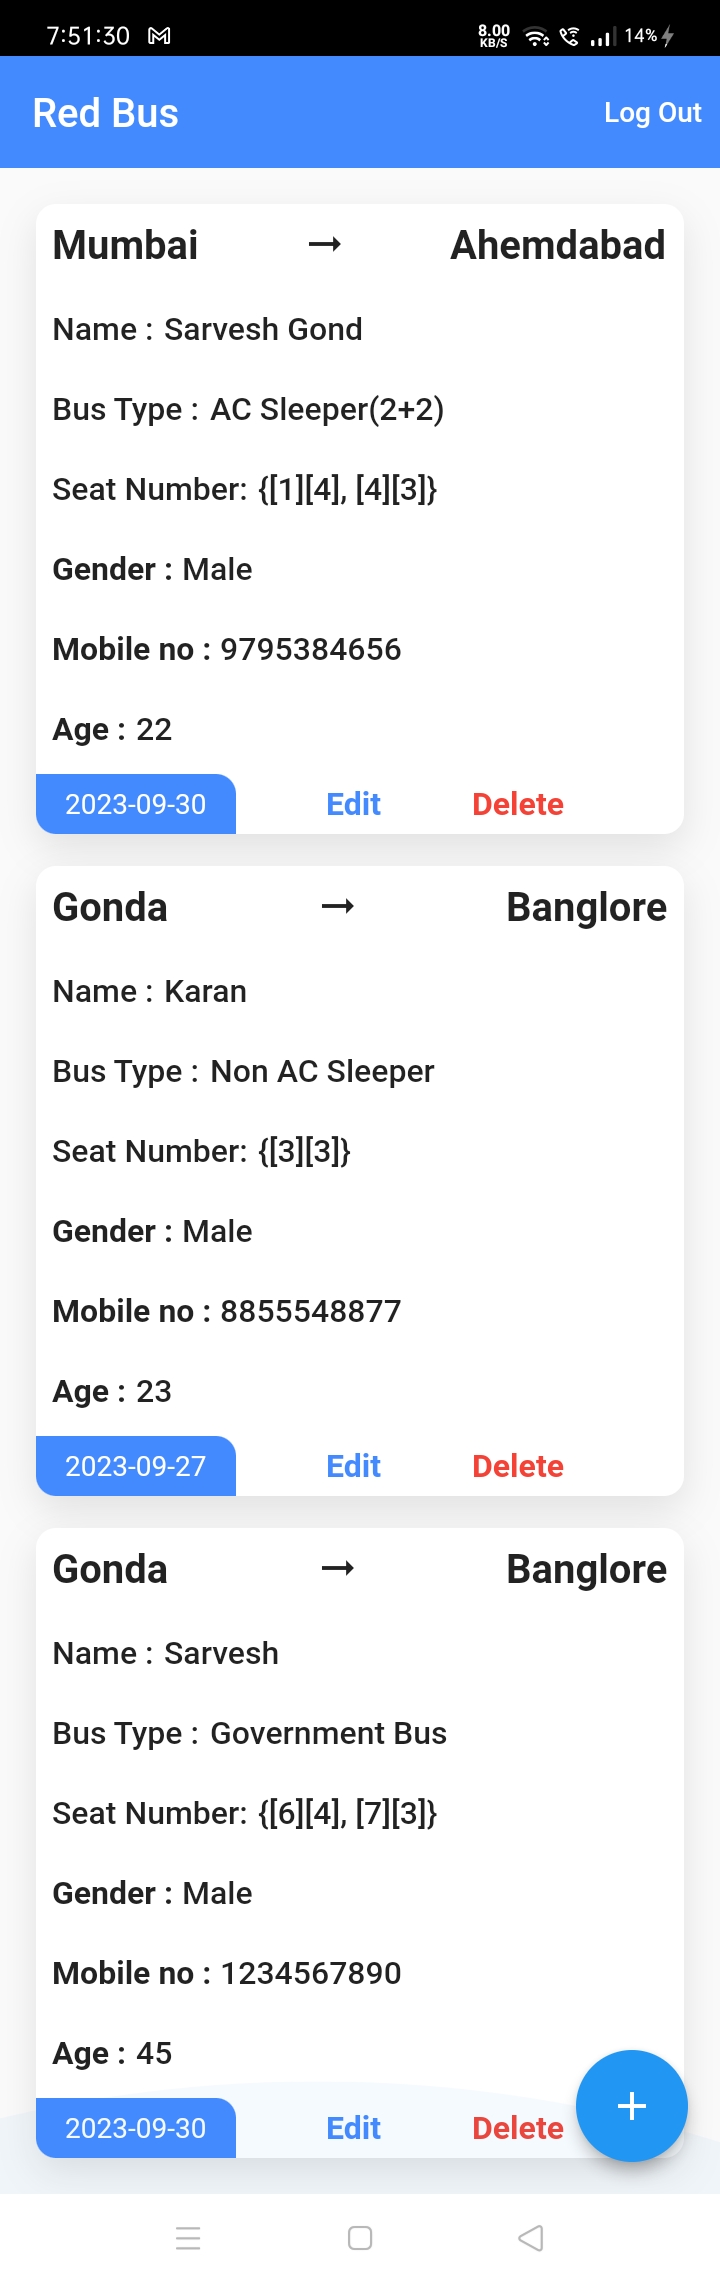 7:51:30 8.00 KB/S 14%
Red Bus Log Out
Mumbai → Ahemdabad
Name : Sarvesh Gond
Bus Type : AC Sleeper(2+2)
Seat Number: {[1][4], [4][3]}
Gender : Male
Mobile no : 9795384656
Age : 22
2023-09-30 Edit Delete
Gonda → Banglore
Name : Karan
Bus Type : Non AC Sleeper
Seat Number: {[3][3]}
Gender : Male
Mobile no : 8855548877
Age : 23
2023-09-27 Edit Delete
Gonda → Banglore
Name : Sarvesh
Bus Type : Government Bus
Seat Number: {[6][4], [7][3]}
Gender : Male
Mobile no : 1234567890
Age : 45
2023-09-30 Edit Delete
+